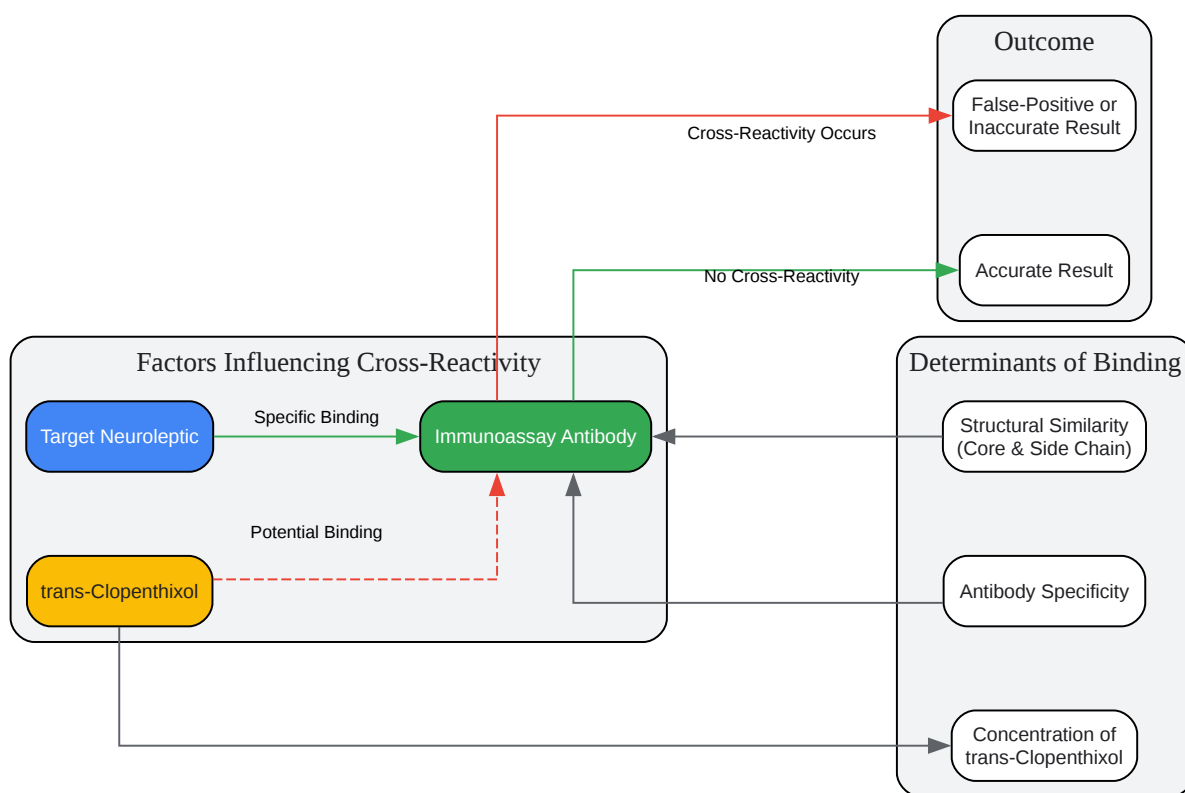 Outcome
False-Positive or
Inaccurate Result
Cross-Reactivity Occurs
Accurate Result
No Cross-Reactivity
Factors Influencing Cross-Reactivity
Determinants of Binding
Target Neuroleptic
Specific Binding
Immunoassay Antibody
Structural Similarity
(Core & Side Chain)
Potential Binding
trans-Clopenthixol
Antibody Specificity
Concentration of
trans-Clopenthixol